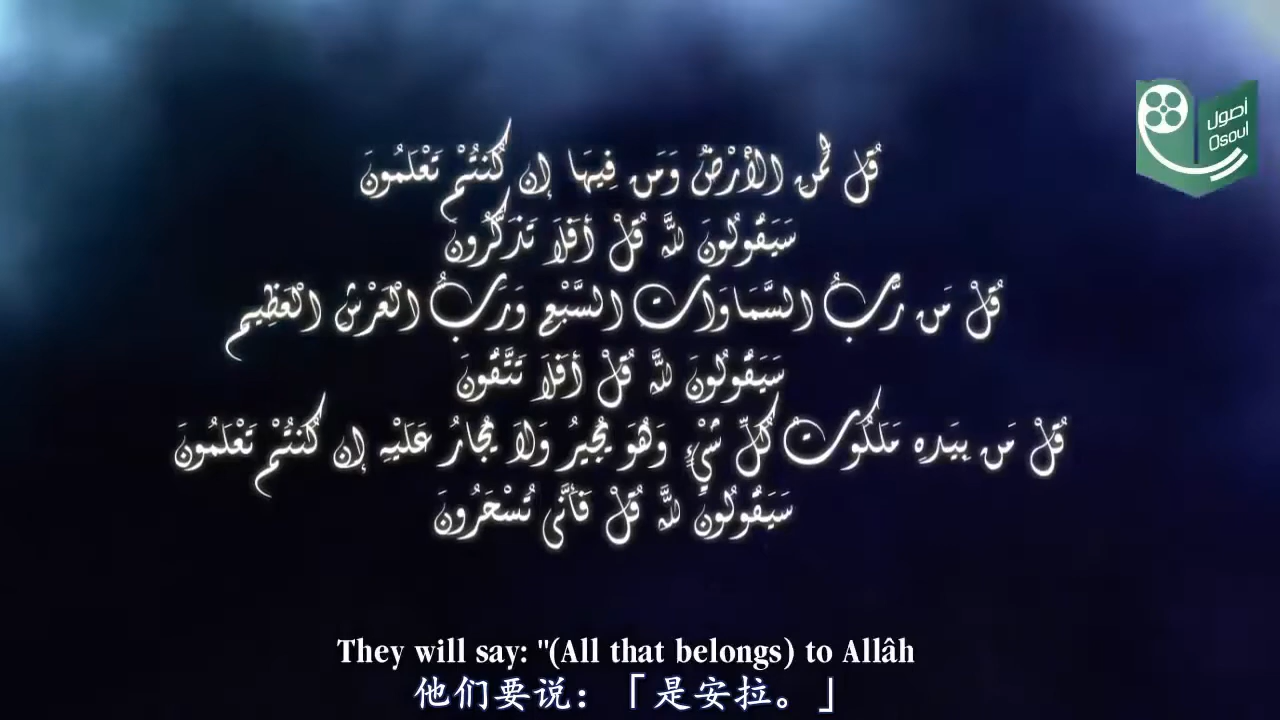 أصول
Osoul
قُل لِّمَنِ الْأَرْضُ وَمَن فِيهَا إِن كُنتُمْ تَعْلَمُونَ
سَيَقُولُونَ لِلَّهِ قُلْ أَفَلَا تَذَكَّرُونَ
قُلْ مَن رَّبُّ السَّمَاوَاتِ السَّبْعِ وَرَبُّ الْعَرْشِ الْعَظِيمِ
سَيَقُولُونَ لِلَّهِ قُلْ أَفَلَا تَتَّقُونَ
قُلْ مَن بِيَدِهِ مَلَكُوتُ كُلِّ شَيْءٍ وَهُوَ يُجِيرُ وَلَا يُجَارُ عَلَيْهِ إِن كُنتُمْ تَعْلَمُونَ
سَيَقُولُونَ لِلَّهِ قُلْ فَأَنَّى تُسْحَرُونَ
They will say: "(All that belongs) to Allâh
他们要说：「是安拉。」